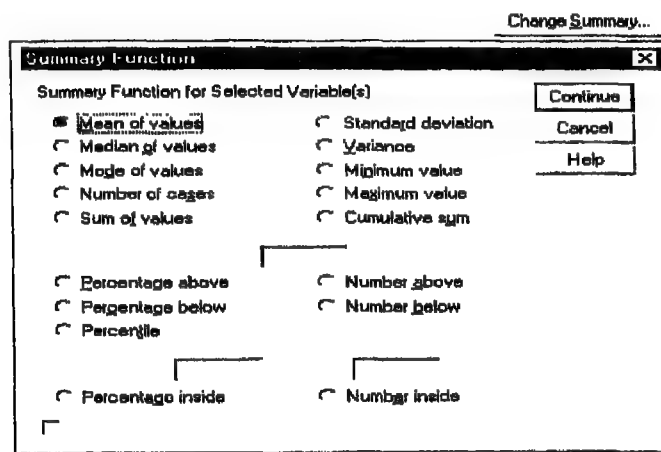 Change Summary...
Summary Function
Summary Function for Selected Variable(s)
Continue
Mean of values Standard deviation
Cancel
Median of values Variance
Help
Mode of values Minimum value
Number of cases Maximum value
Sum of values Cumulative sum
Percentage above Number above
Percentage below Number below
Percentile
Percentage inside Number inside